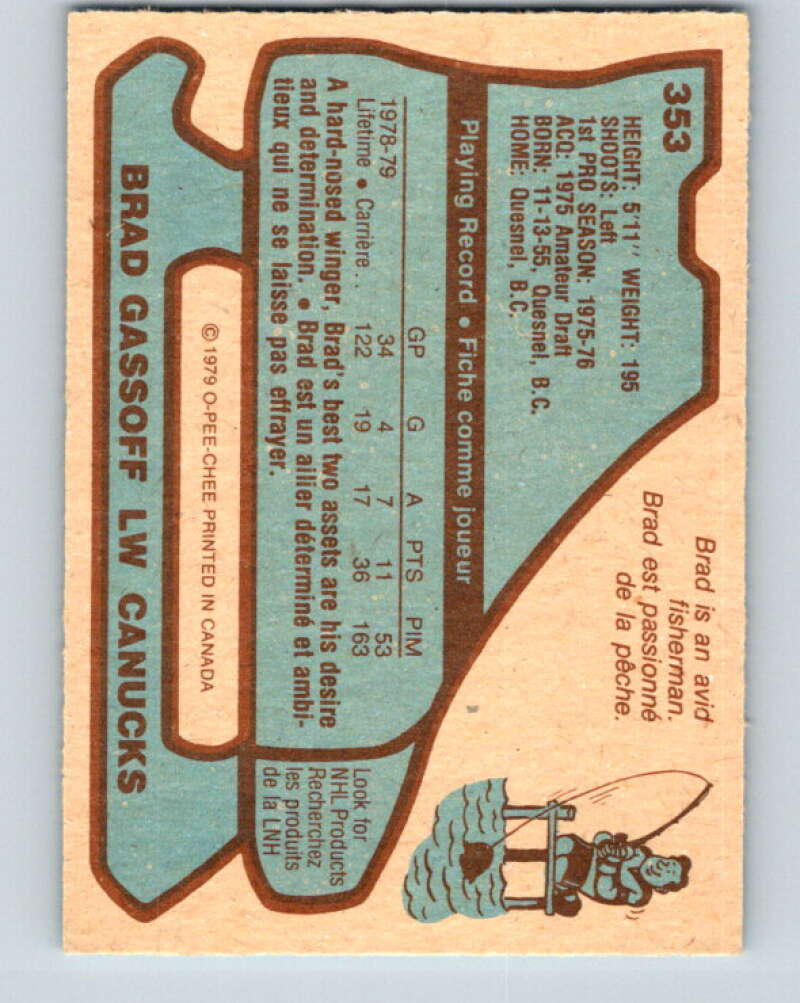 353
HEIGHT: 5'11" WEIGHT: 195
SHOOTS: Left
1st PRO SEASON: 1975-76
ACQ: 1975 Amateur Draft
BORN: 11-13-55, Quesnel, B.C.
HOME: Quesnel, B.C.
Brad is an avid
fisherman.
Brad est passionné
de la pêche.
Playing Record • Fiche comme joueur
GP G A PTS PIM
1978-79 34 4 7 11 53
Lifetime • Carrière . . 122 19 17 36 163
A hard-nosed winger, Brad's best two assets are his desire
and determination. • Brad est un ailier déterminé et ambi-
tieux qui ne se laisse pas effrayer.
Look for
NHL Products
Recherchez
les produits
de la LNH
© 1979 O-PEE-CHEE PRINTED IN CANADA
BRAD GASSOFF LW CANUCKS